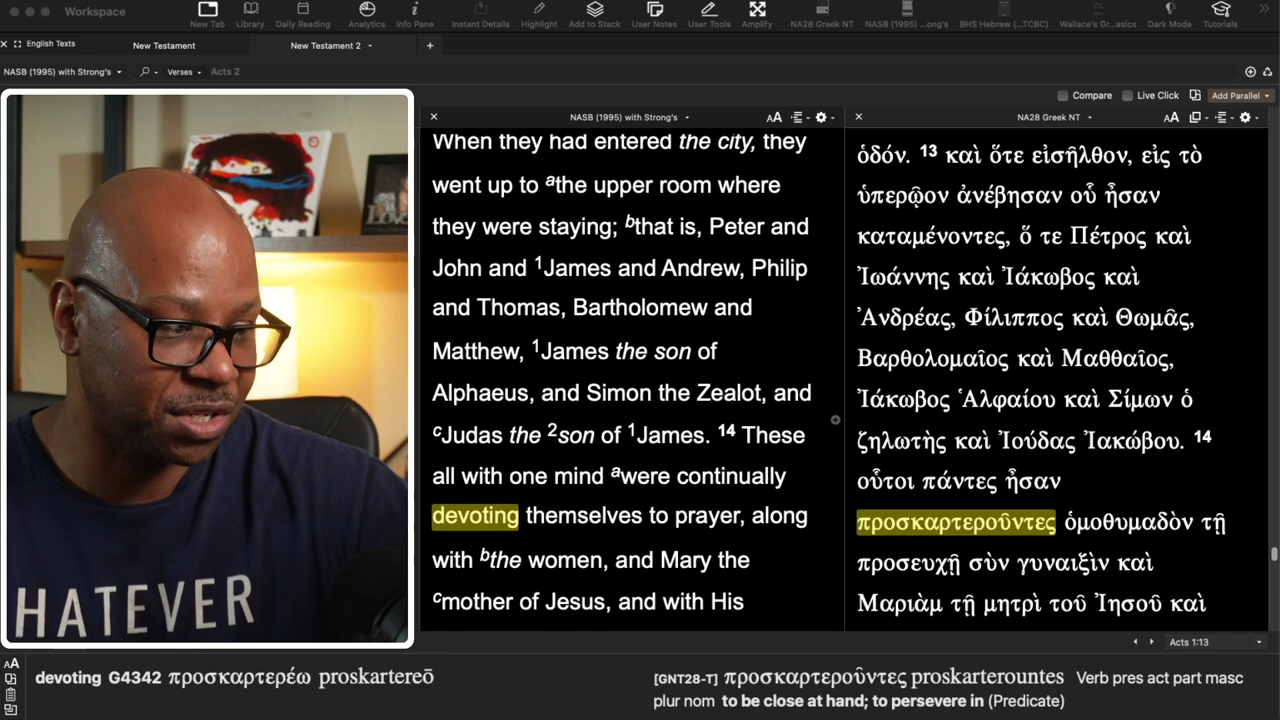 Workspace
New Tab
Library
Daily Reading
Analytics
Info Pane
Instant Details
Highlight
Add to Stack
User Notes
User Tools
Amplify
NA28 Greek NT
NASB (1995) ...ong's
BHS Hebrew (...TCBC)
Wallace's Gr...asics
Dark Mode
Tutorials
English Texts
New Testament
New Testament 2
NASB (1995) with Strong's
Verses
Acts 2
Compare
Live Click
Add Parallel
NASB (1995) with Strong's
When they had entered the city, they
went up to athe upper room where
they were staying; bthat is, Peter and
John and 1James and Andrew, Philip
and Thomas, Bartholomew and
Matthew, 1James the son of
Alphaeus, and Simon the Zealot, and
cJudas the 2son of 1James. 14 These
all with one mind awere continually
devoting themselves to prayer, along
with bthe women, and Mary the
cmother of Jesus, and with His
NA28 Greek NT
ὁδόν. 13 καὶ ὅτε εἰσῆλθον, εἰς τὸ
ὑπερῷον ἀνέβησαν οὗ ἦσαν
καταμένοντες, ὅ τε Πέτρος καὶ
Ἰωάννης καὶ Ἰάκωβος καὶ
Ἀνδρέας, Φίλιππος καὶ Θωμᾶς,
Βαρθολομαῖος καὶ Μαθθαῖος,
Ἰάκωβος Ἁλφαίου καὶ Σίμων ὁ
ζηλωτὴς καὶ Ἰούδας Ἰακώβου. 14
οὗτοι πάντες ἦσαν
προσκαρτεροῦντες ὁμοθυμαδὸν τῇ
προσευχῇ σὺν γυναιξὶν καὶ
Μαριὰμ τῇ μητρὶ τοῦ Ἰησοῦ καὶ
Acts 1:13
HATEVER
devoting G4342 προσκαρτερέω proskartereō
[GNT28-T] προσκαρτεροῦντες proskarterountes Verb pres act part masc
plur nom to be close at hand; to persevere in (Predicate)